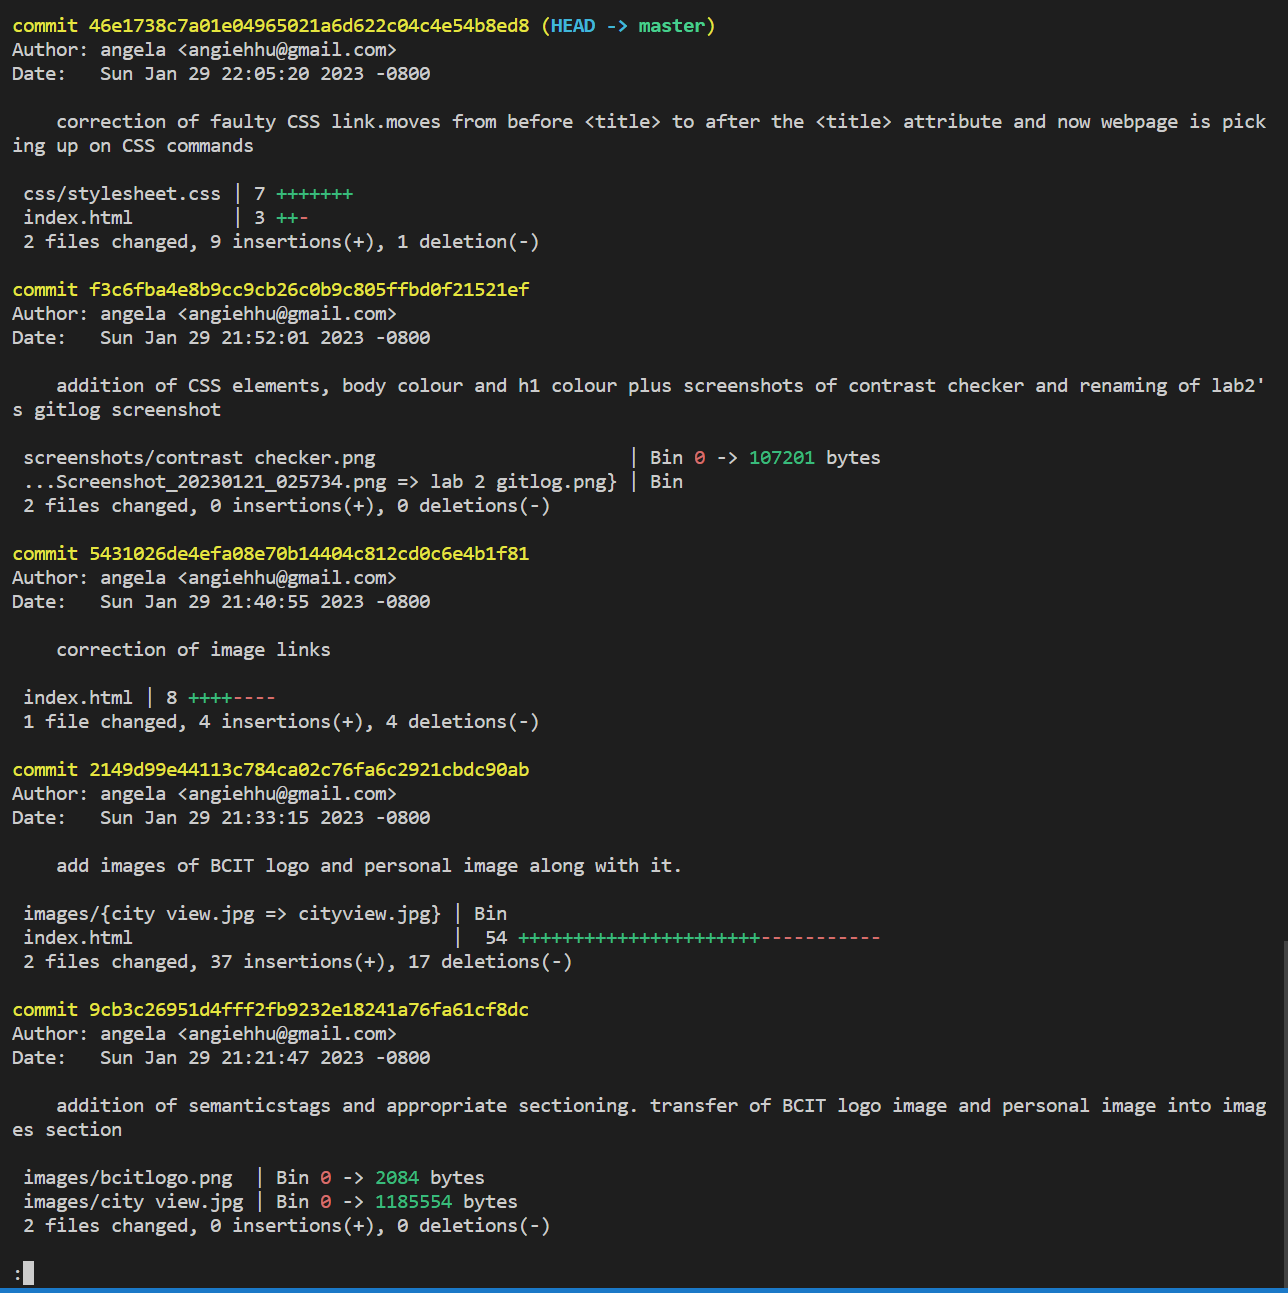 commit 46e1738c7a01e04965021a6d622c04c4e54b8ed8 (HEAD -> master)
Author: angela <angiehhu@gmail.com>
Date:   Sun Jan 29 22:05:20 2023 -0800
    correction of faulty CSS link.moves from before <title> to after the <title> attribute and now webpage is pick
ing up on CSS commands
 css/stylesheet.css | 7 +++++++
 index.html         | 3 ++-
 2 files changed, 9 insertions(+), 1 deletion(-)
commit f3c6fba4e8b9cc9cb26c0b9c805ffbd0f21521ef
Author: angela <angiehhu@gmail.com>
Date:   Sun Jan 29 21:52:01 2023 -0800
    addition of CSS elements, body colour and h1 colour plus screenshots of contrast checker and renaming of lab2'
s gitlog screenshot
 screenshots/contrast checker.png                       | Bin 0 -> 107201 bytes
 ...Screenshot_20230121_025734.png => lab 2 gitlog.png} | Bin
 2 files changed, 0 insertions(+), 0 deletions(-)
commit 5431026de4efa08e70b14404c812cd0c6e4b1f81
Author: angela <angiehhu@gmail.com>
Date:   Sun Jan 29 21:40:55 2023 -0800
    correction of image links
 index.html | 8 ++++----
 1 file changed, 4 insertions(+), 4 deletions(-)
commit 2149d99e44113c784ca02c76fa6c2921cbdc90ab
Author: angela <angiehhu@gmail.com>
Date:   Sun Jan 29 21:33:15 2023 -0800
    add images of BCIT logo and personal image along with it.
 images/{city view.jpg => cityview.jpg} | Bin
 index.html                             |  54 ++++++++++++++++++++++-----------
 2 files changed, 37 insertions(+), 17 deletions(-)
commit 9cb3c26951d4fff2fb9232e18241a76fa61cf8dc
Author: angela <angiehhu@gmail.com>
Date:   Sun Jan 29 21:21:47 2023 -0800
    addition of semanticstags and appropriate sectioning. transfer of BCIT logo image and personal image into imag
es section
 images/bcitlogo.png  | Bin 0 -> 2084 bytes
 images/city view.jpg | Bin 0 -> 1185554 bytes
 2 files changed, 0 insertions(+), 0 deletions(-)
: